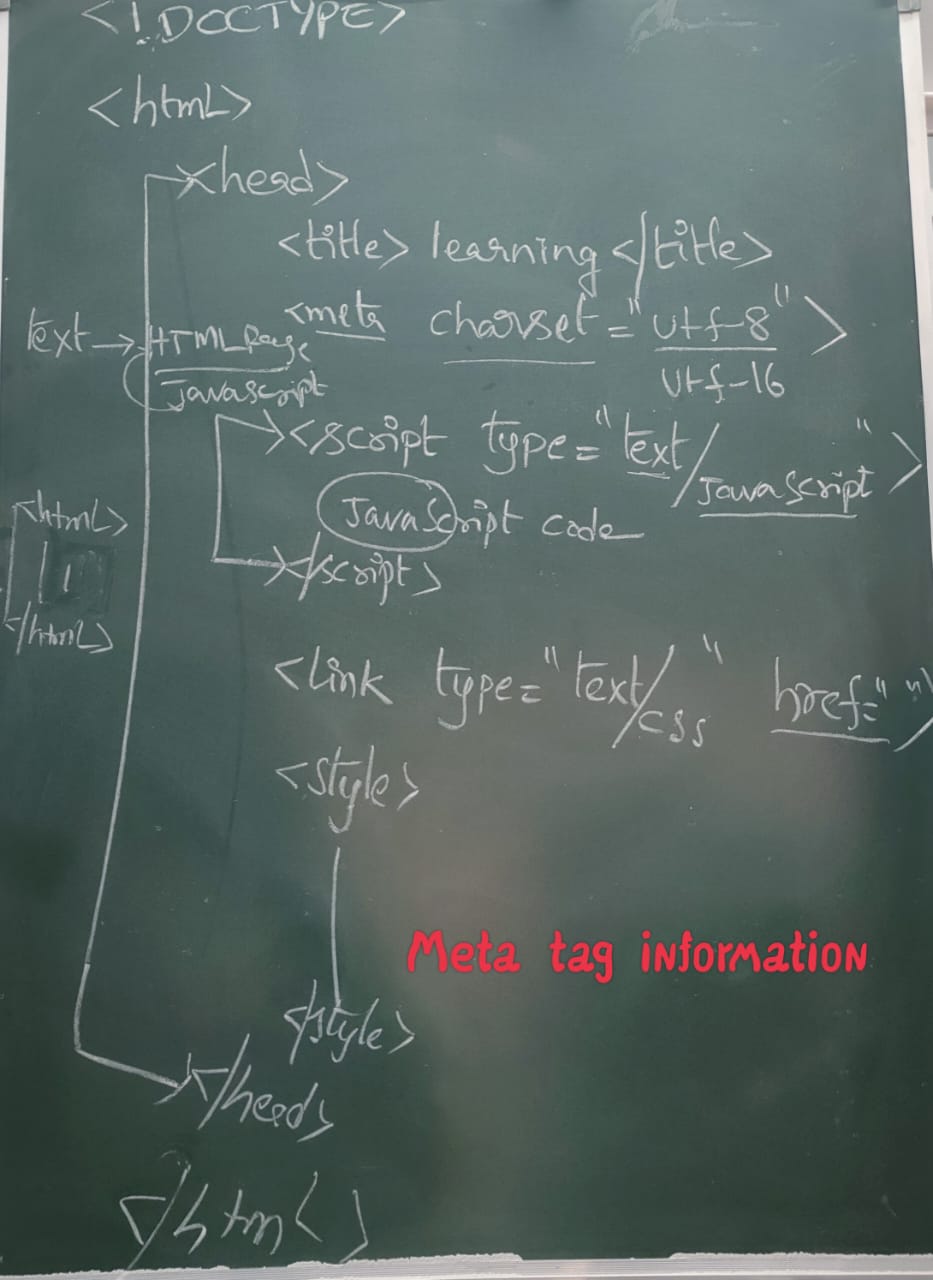 <!DOCTYPE>
<html>
<head>
<title> learning </title>
<meta charset="utf-8">
utf-16
text → HTML Page
Javascript
<script type="text/Javascript">
JavaScript code
</script>
<html>
</html>
<link type="text/css" href="")
<style>
Meta tag information
</style>
</head>
</html>